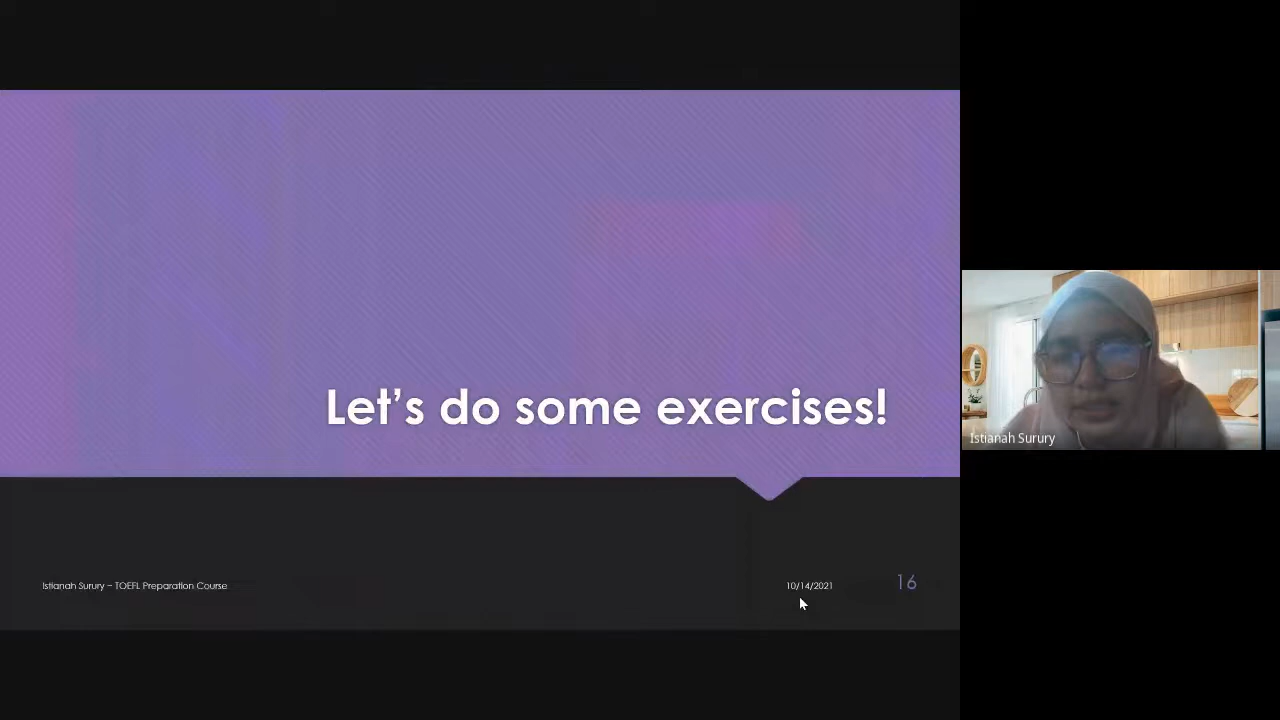 Let's do some exercises!
Istianah Surury – TOEFL Preparation Course
10/14/2021
16
Istianah Surury